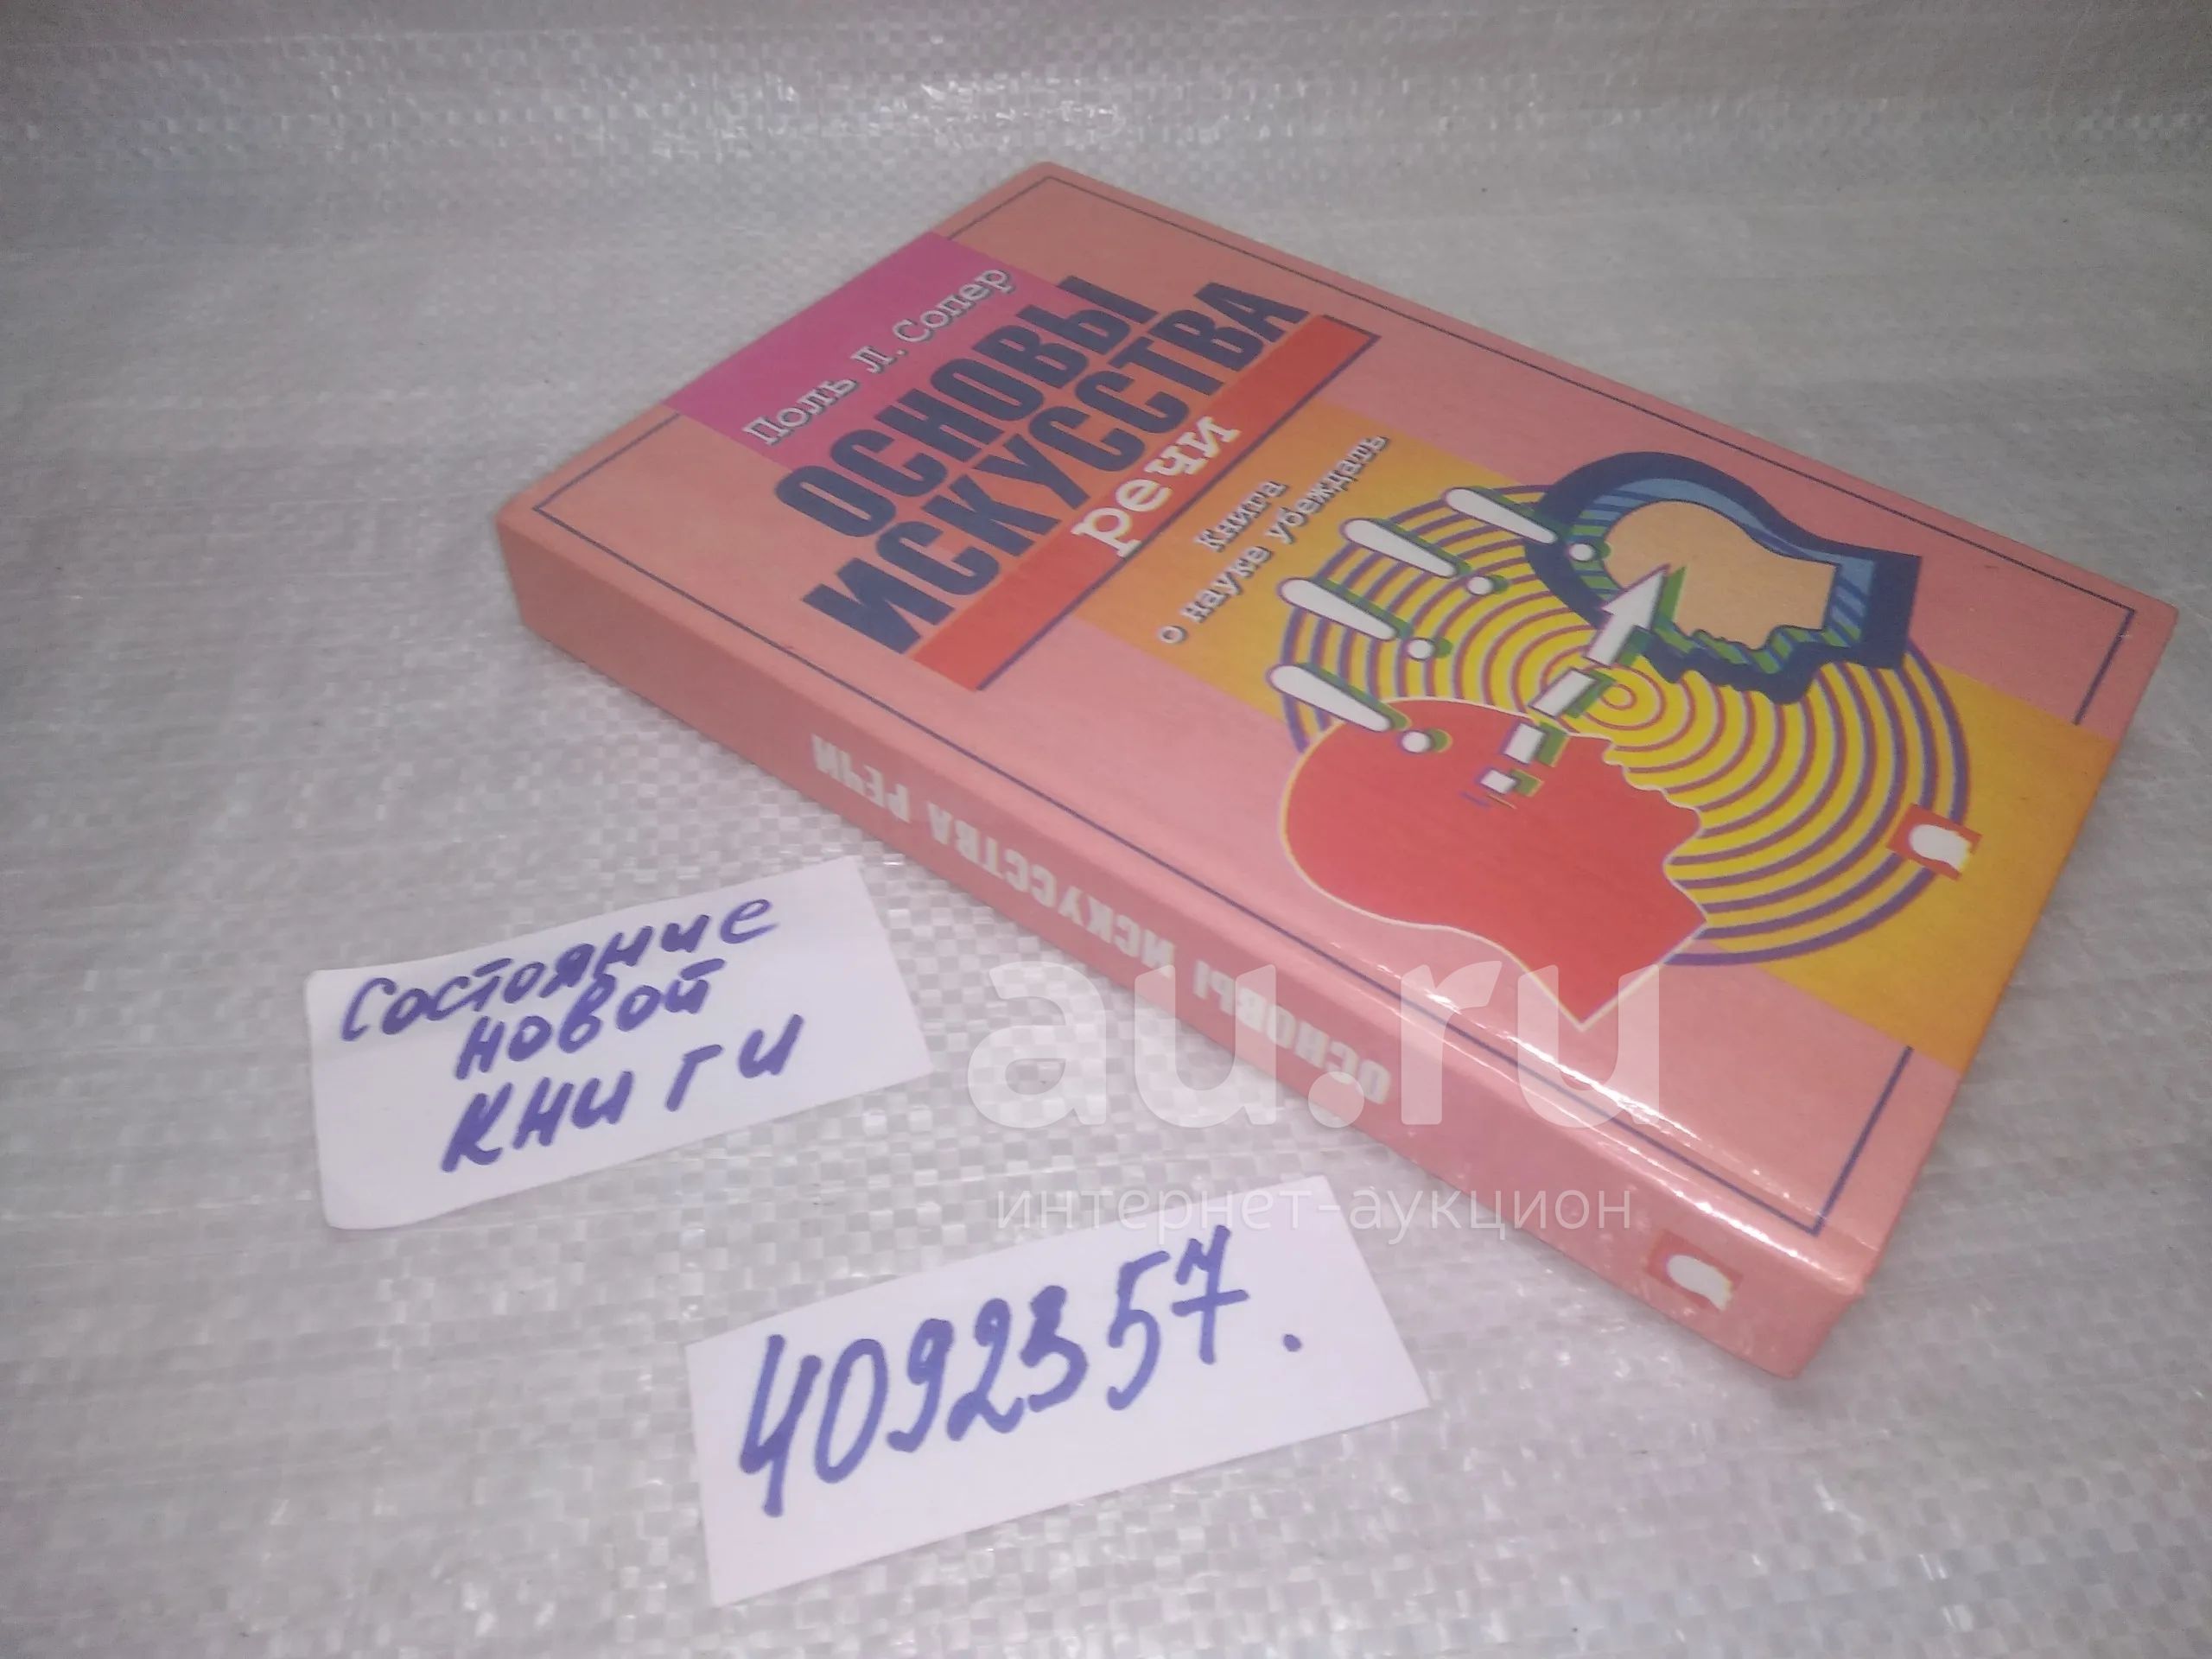 Поль Л. Сопер
ОСНОВЫ
ИСКУССТВА
речи
Книга
о науке убеждать
ОСНОВЫ ИСКУССТВА РЕЧИ
состояние
новой
книги
4092357.
au.ru
интернет-аукцион